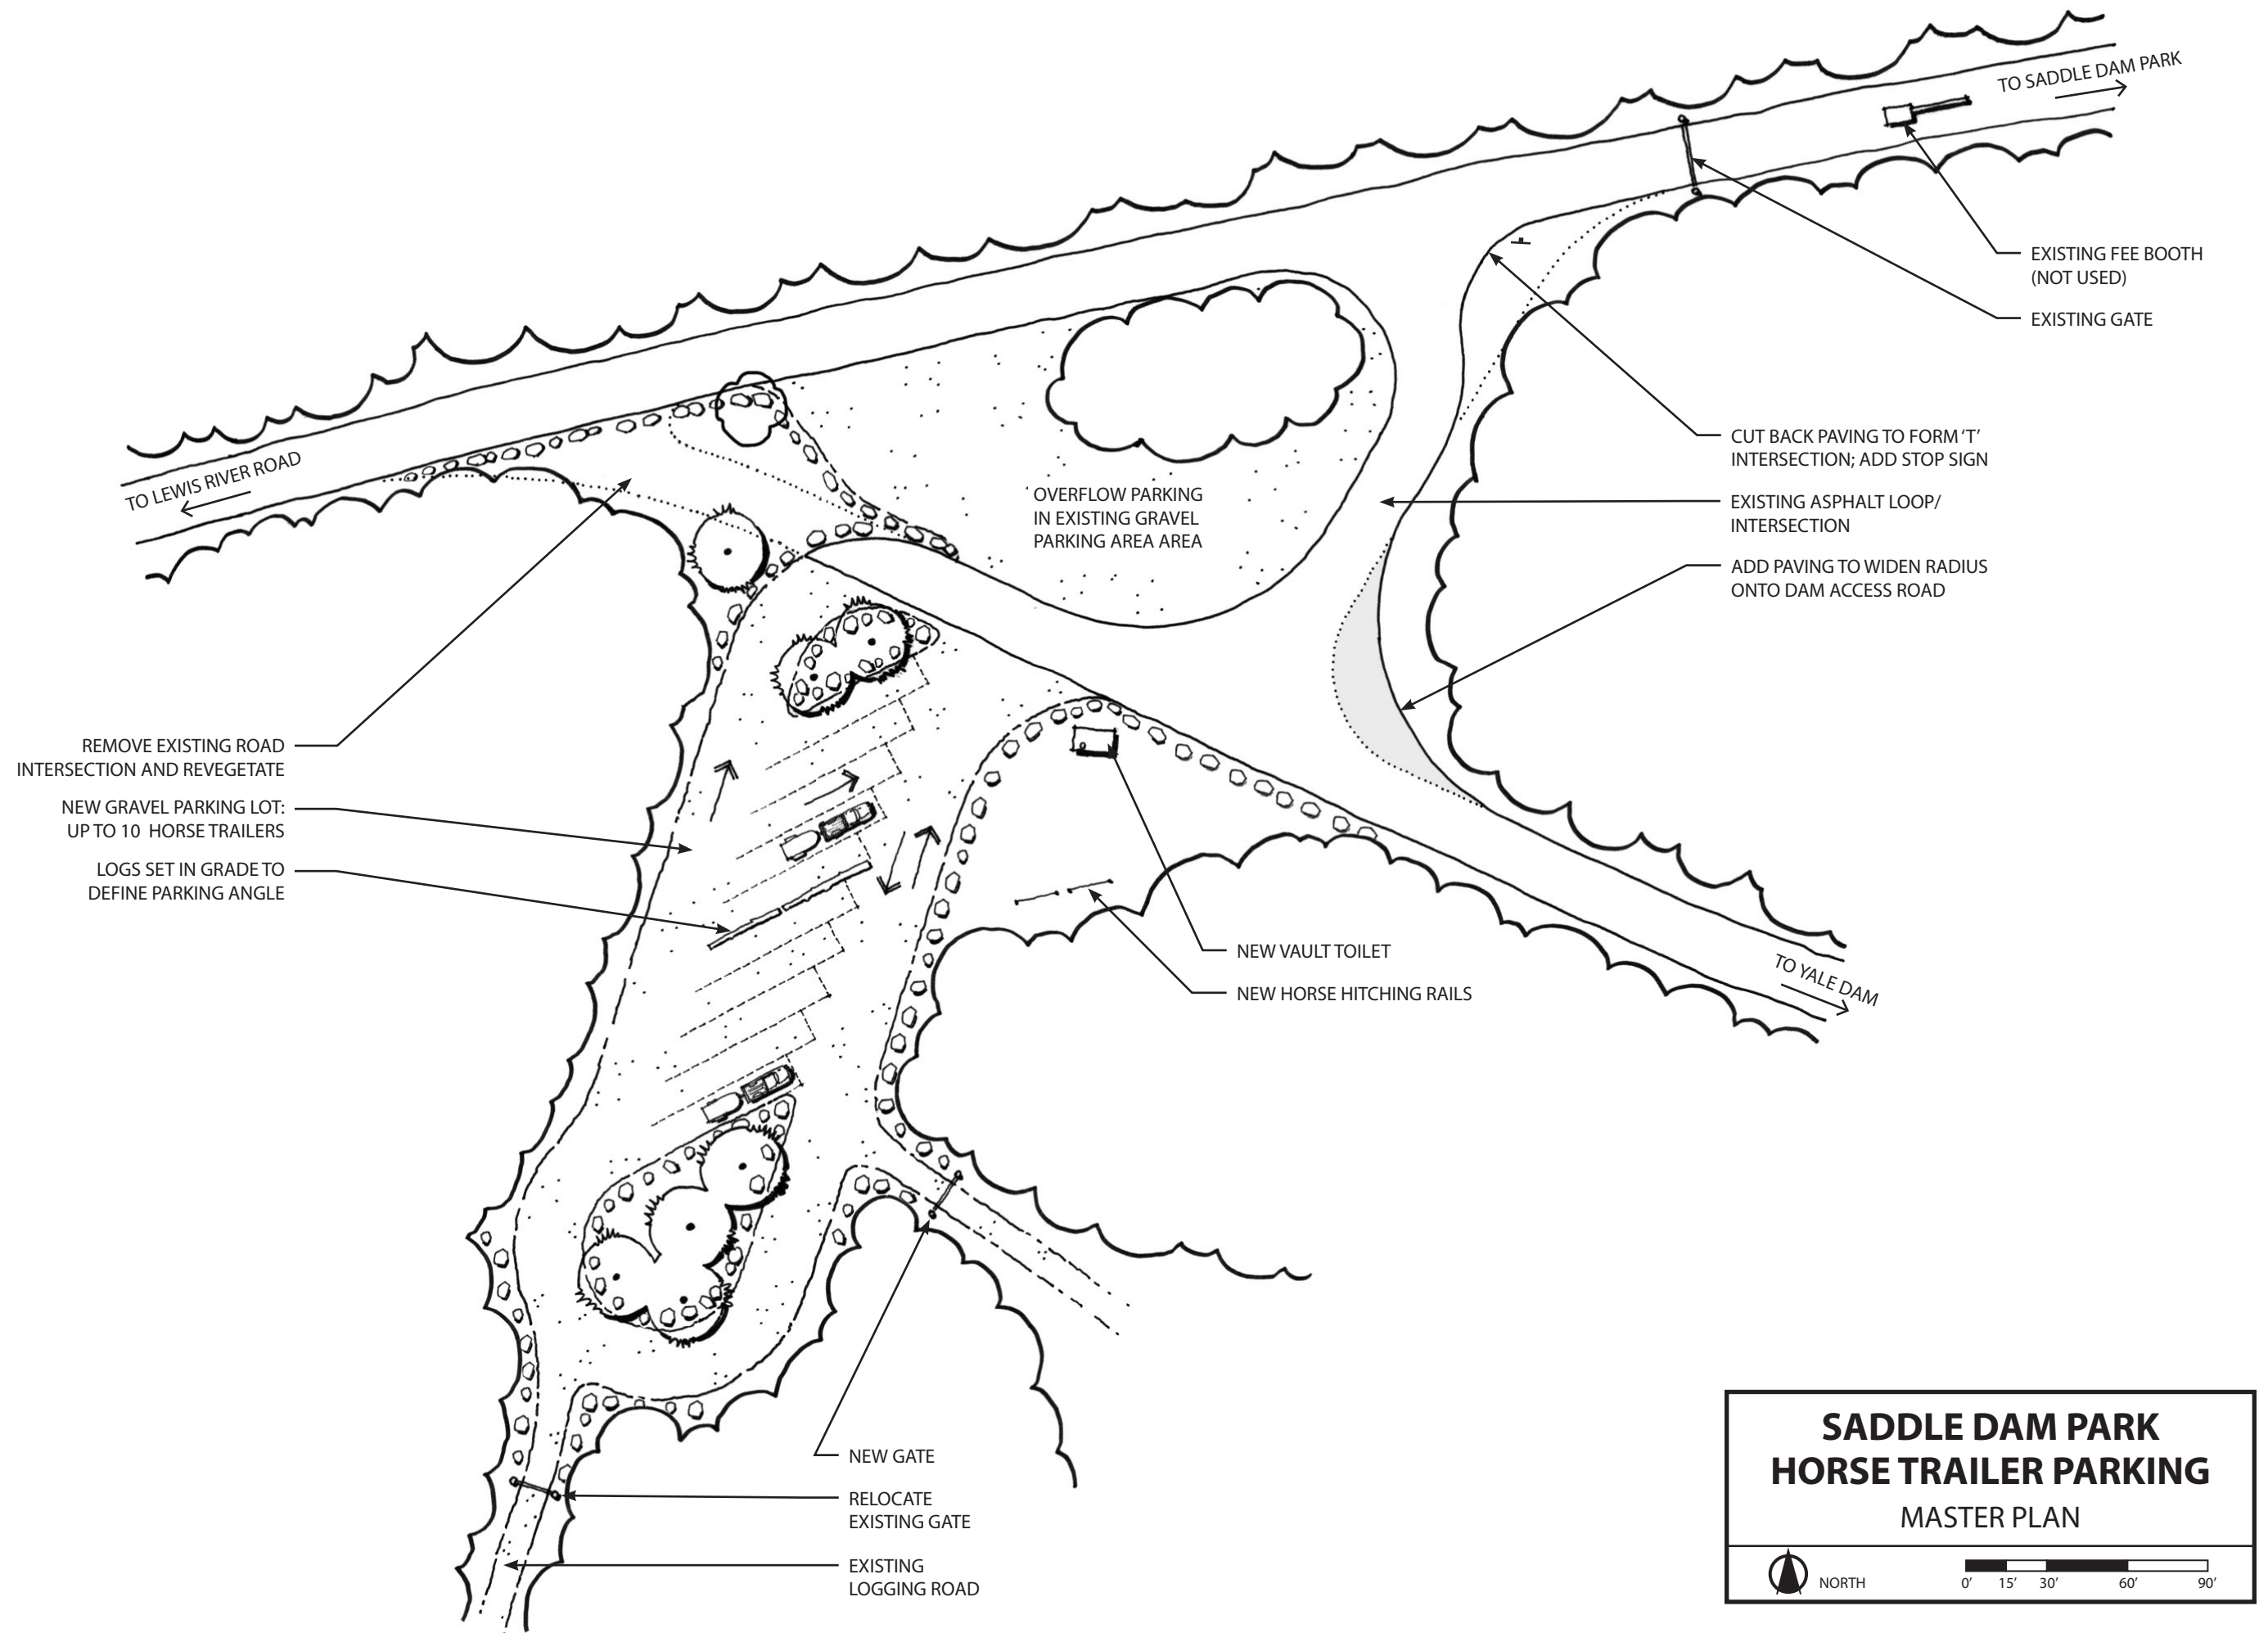 TO SADDLE DAM PARK
EXISTING FEE BOOTH
(NOT USED)
EXISTING GATE
TO LEWIS RIVER ROAD
CUT BACK PAVING TO FORM ‘T’
INTERSECTION; ADD STOP SIGN
OVERFLOW PARKING
IN EXISTING GRAVEL
PARKING AREA AREA
EXISTING ASPHALT LOOP/
INTERSECTION
ADD PAVING TO WIDEN RADIUS
ONTO DAM ACCESS ROAD
REMOVE EXISTING ROAD
INTERSECTION AND REVEGETATE
NEW GRAVEL PARKING LOT:
UP TO 10 HORSE TRAILERS
LOGS SET IN GRADE TO
DEFINE PARKING ANGLE
NEW VAULT TOILET
NEW HORSE HITCHING RAILS
TO YALE DAM
NEW GATE
RELOCATE
EXISTING GATE
EXISTING
LOGGING ROAD
SADDLE DAM PARK
HORSE TRAILER PARKING
MASTER PLAN
NORTH
0’ 15’ 30’ 60’ 90’